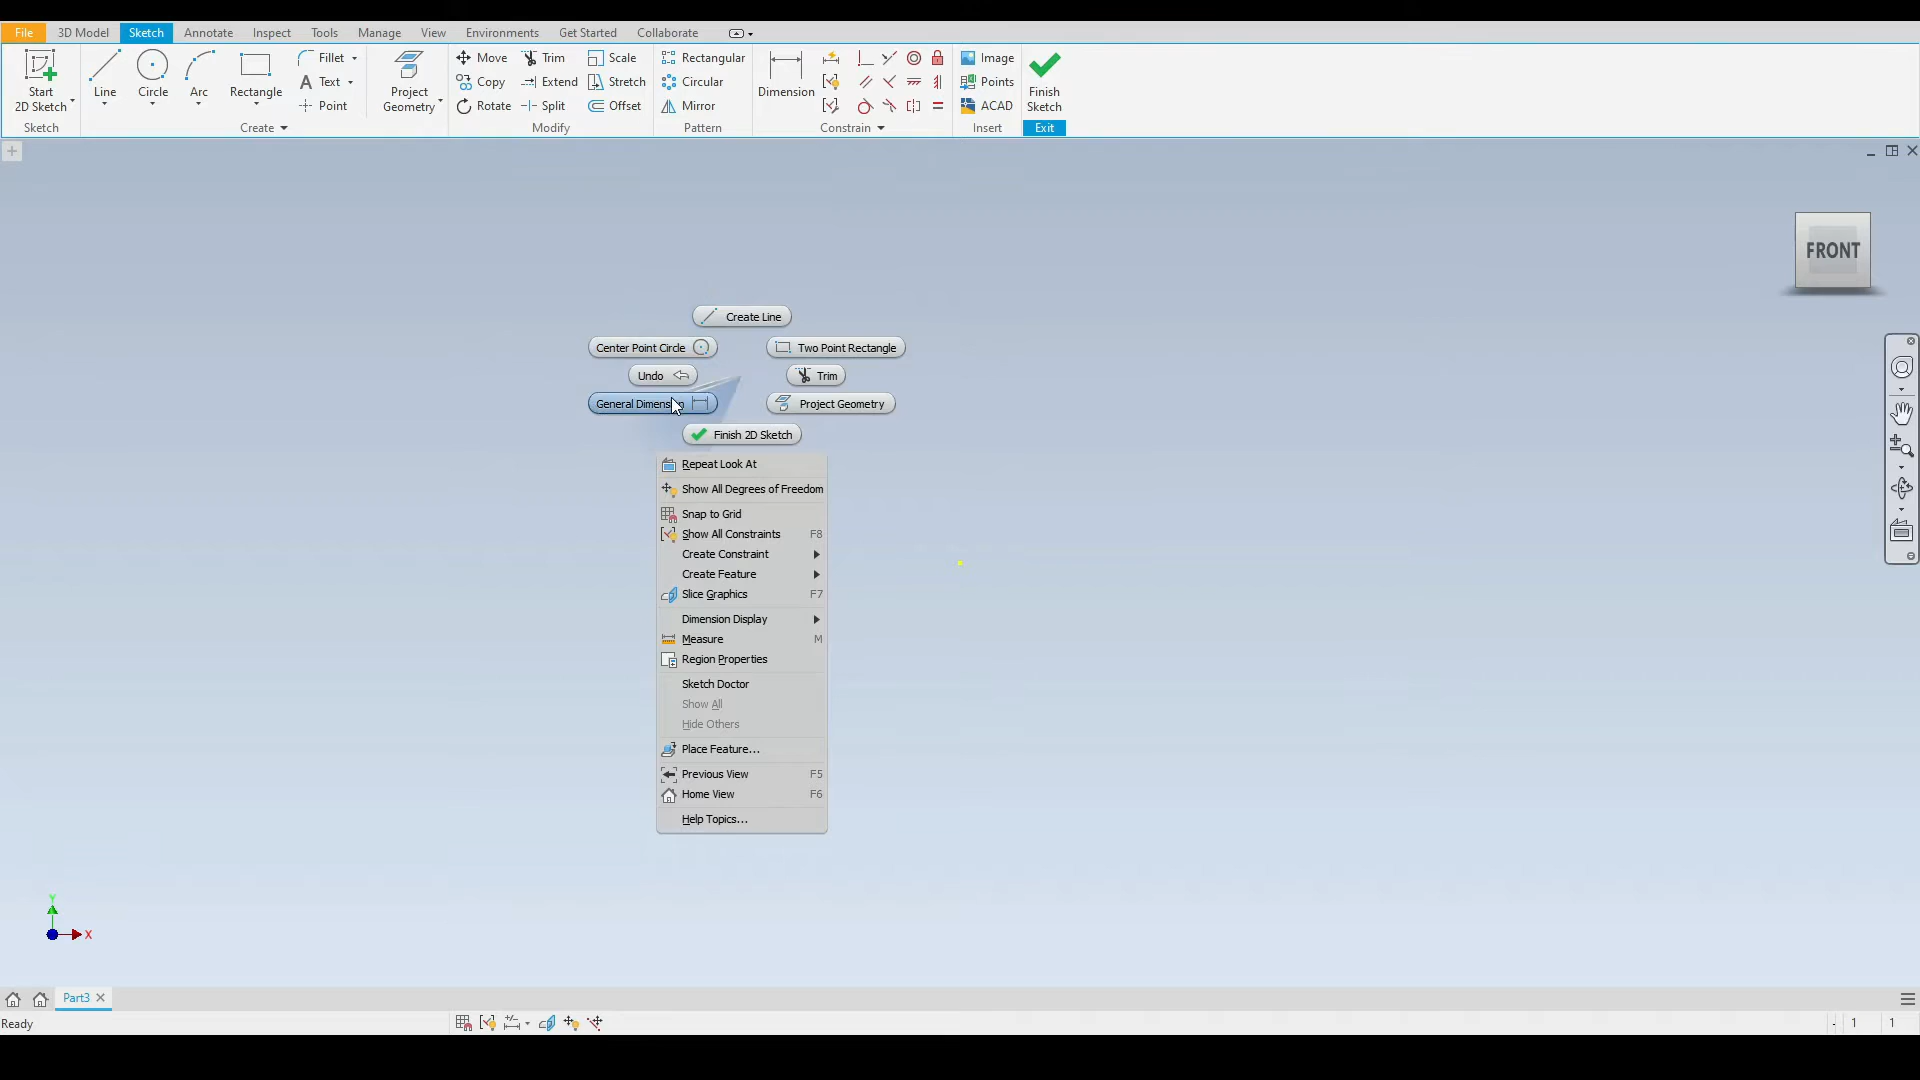 File 3D Model Sketch Annotate Inspect Tools Manage View Environments Get Started Collaborate
Start
2D Sketch
Line
Circle
Arc
Rectangle
Fillet
Text
Point
Project
Geometry
Move
Trim
Scale
Copy
Extend
Stretch
Rotate
Split
Offset
Rectangular
Circular
Mirror
Dimension
Image
Points
ACAD
Finish
Sketch
Sketch
Create
Modify
Pattern
Constrain
Insert
Exit
FRONT
Create Line
Center Point Circle
Two Point Rectangle
Undo
Trim
Project Geometry
Finish 2D Sketch
General
Repeat Look At
Show All Degrees of Freedom
Snap to Grid
Show All Constraints F8
Create Constraint
Create Feature
Slice Graphics F7
Dimension Display
Measure M
Region Properties
Sketch Doctor
Show All
Hide Others
Place Feature...
Previous View F5
Home View F6
Help Topics...
Y
X
Part3
Ready
1 1